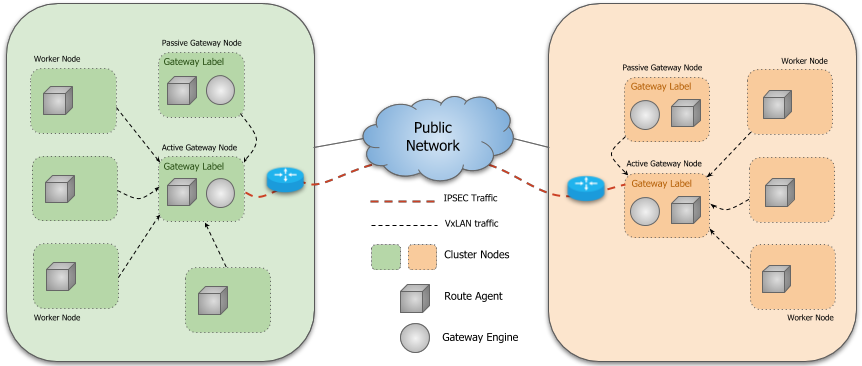 Passive Gateway Node
Gateway Label
Worker Node
Active Gateway Node
Gateway Label
Worker Node
Public
Network
IPSEC Traffic
VxLAN traffic
Cluster Nodes
Route Agent
Gateway Engine
Passive Gateway Node
Gateway Label
Worker Node
Active Gateway Node
Gateway Label
Worker Node